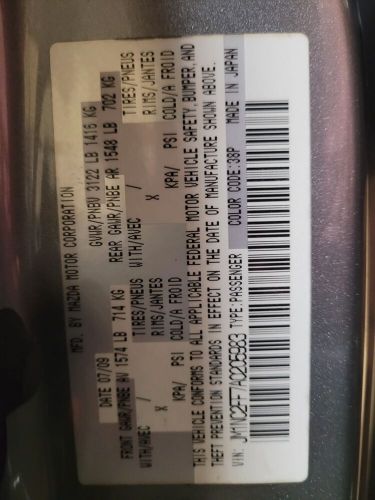 MFD. BY MAZDA MOTOR CORPORATION
DATE 07/09 GVWR/PNBV 3122 LB 1416 KG
FRONT GAWR/PNBE AV 1574 LB 714 KG REAR GAWR/PNBE AR 1548 LB 702 KG
TIRES/PNEUS TIRES/PNEUS
WITH/AVEC / RIMS/JANTES WITH/AVEC / RIMS/JANTES
X X
KPA/ PSI COLD/A FROID KPA/ PSI COLD/A FROID
THIS VEHICLE CONFORMS TO ALL APPLICABLE FEDERAL MOTOR VEHICLE SAFETY, BUMPER, AND
THEFT PREVENTION STANDARDS IN EFFECT ON THE DATE OF MANUFACTURE SHOWN ABOVE.
MADE IN JAPAN
VIN: TYPE:PASSENGER COLOR CODE:38P